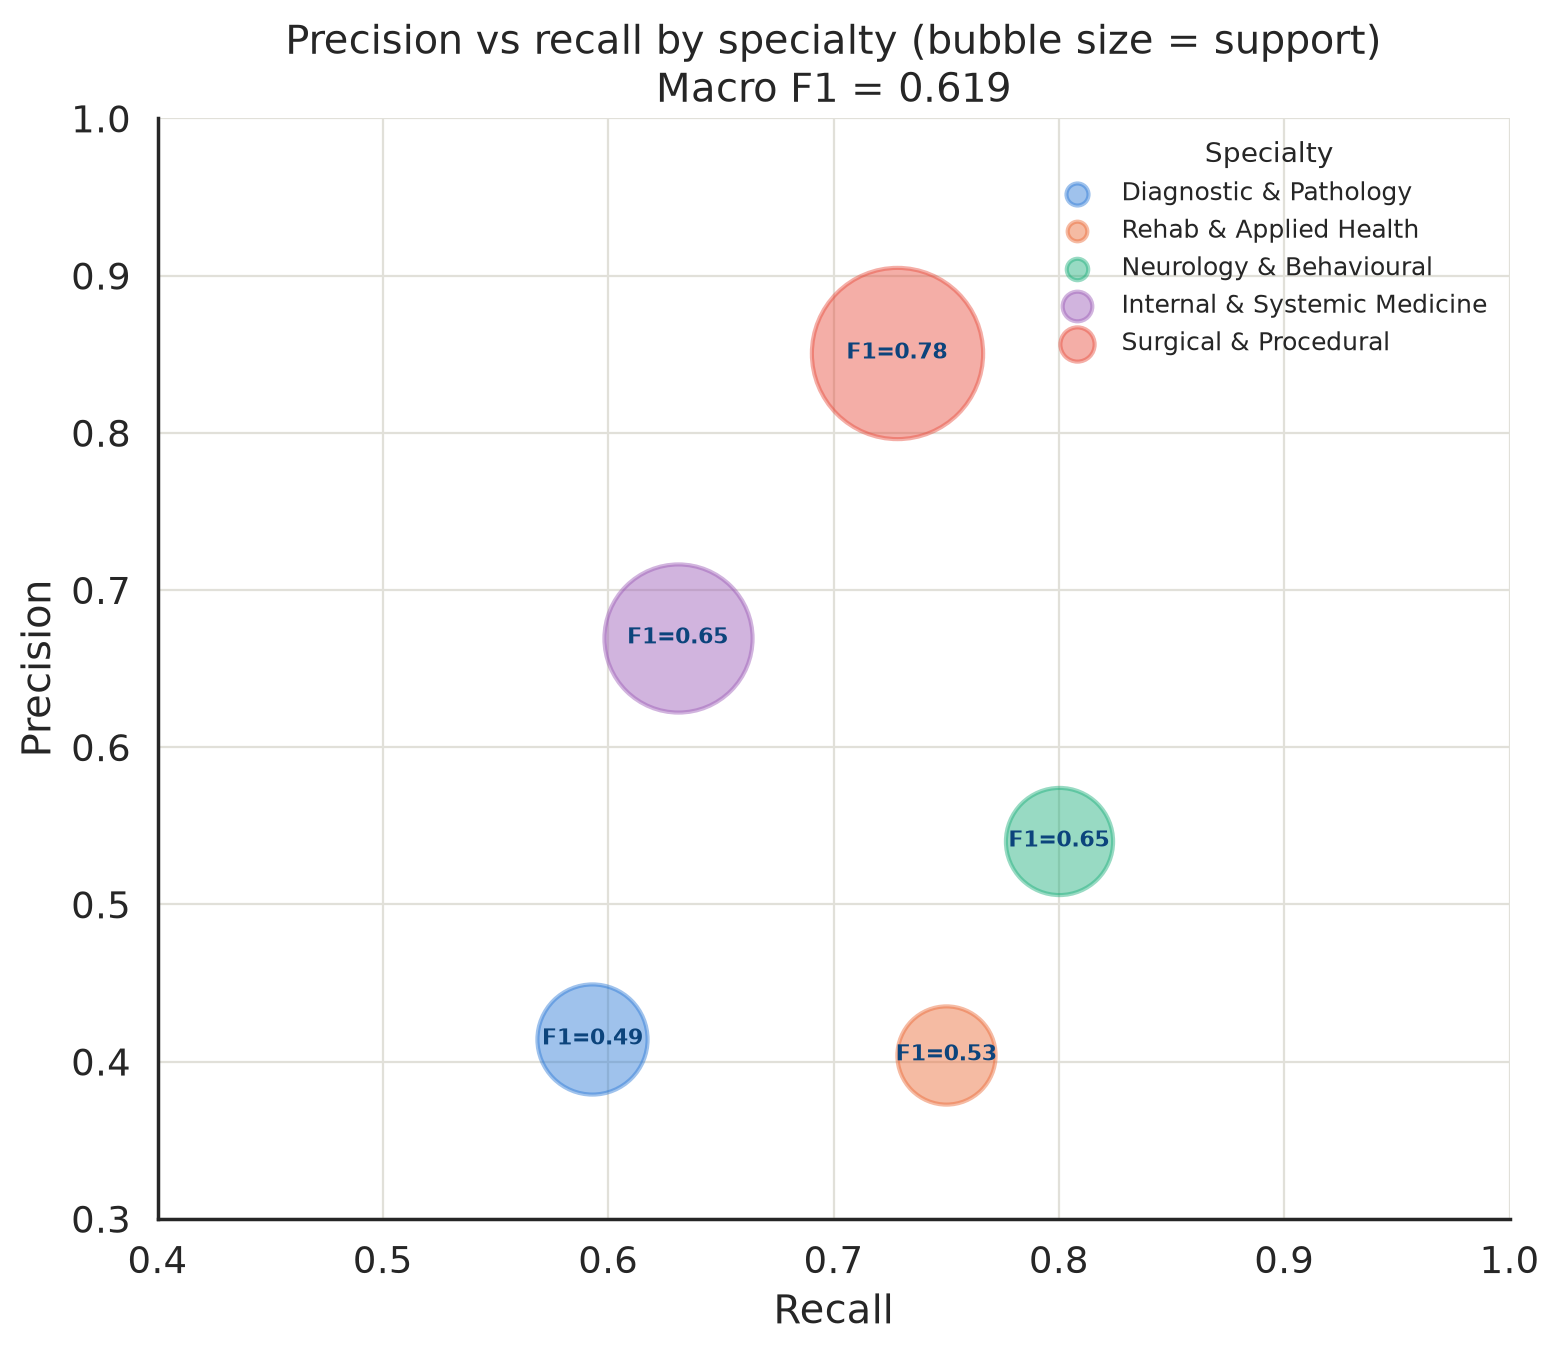 Precision vs recall by specialty (bubble size = support)
Macro F1 = 0.619
1.0
0.9
0.8
0.7
0.6
0.5
0.4
0.3
Precision
Specialty
Diagnostic & Pathology
Rehab & Applied Health
Neurology & Behavioural
Internal & Systemic Medicine
Surgical & Procedural
F1=0.78
F1=0.65
F1=0.65
F1=0.49
F1=0.53
0.4 0.5 0.6 0.7 0.8 0.9 1.0
Recall